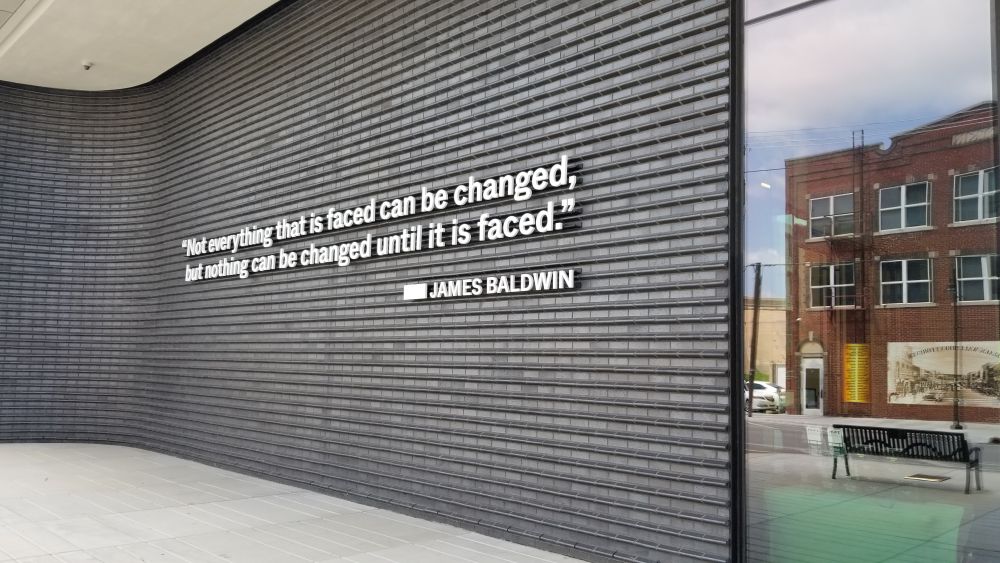 “Not everything that is faced can be changed,
but nothing can be changed until it is faced.”
JAMES BALDWIN